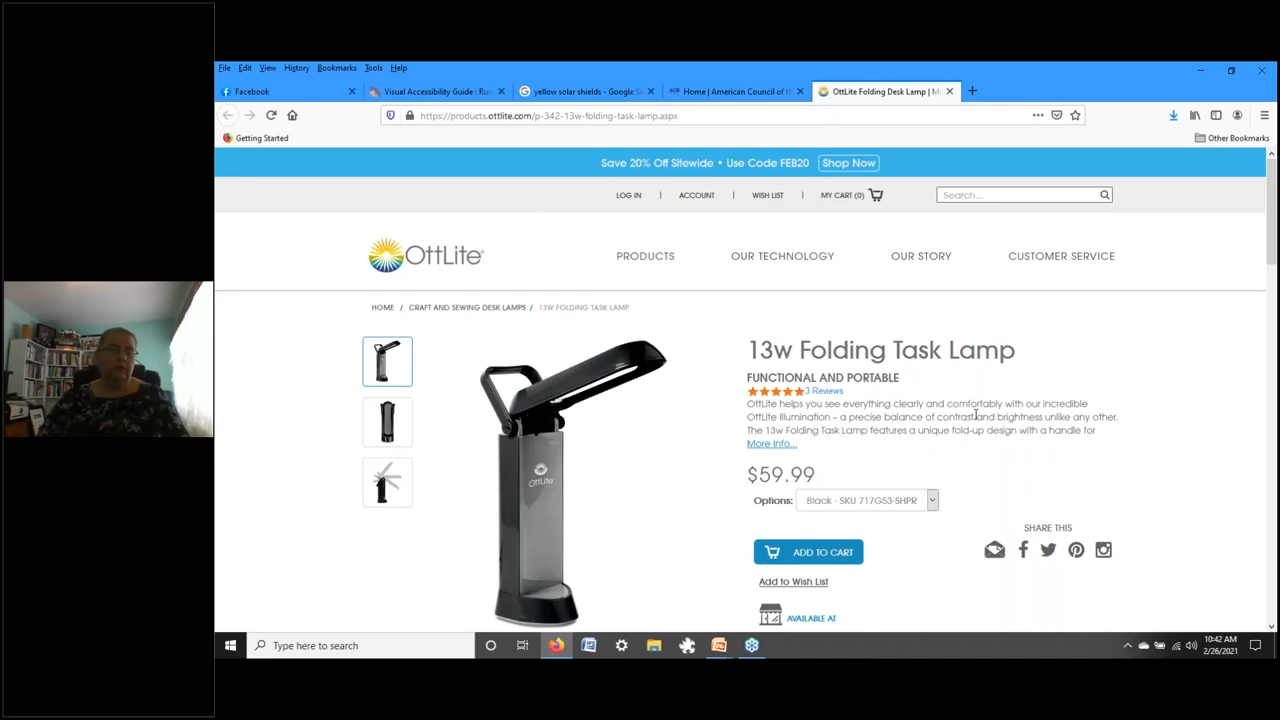 File Edit View History Bookmarks Tools Help
Facebook
Visual Accessibility Guide : Run
yellow solar shields - Google S
Home | American Council of the
OttLite Folding Desk Lamp | M
https://products.ottlite.com/p-342-13w-folding-task-lamp.aspx
Getting Started
Other Bookmarks
Save 20% Off Sitewide • Use Code FEB20 Shop Now
LOG IN | ACCOUNT | WISH LIST | MY CART (0)
Search...
OttLite
PRODUCTS OUR TECHNOLOGY OUR STORY CUSTOMER SERVICE
HOME / CRAFT AND SEWING DESK LAMPS / 13W FOLDING TASK LAMP
13w Folding Task Lamp
FUNCTIONAL AND PORTABLE
3 Reviews
OttLite helps you see everything clearly and comfortably with our incredible
OttLite Illumination – a precise balance of contrast and brightness unlike any other.
The 13w Folding Task Lamp features a unique fold-up design with a handle for
More Info...
OttLite
$59.99
Options: Black - SKU 717G53-SHPR
SHARE THIS
ADD TO CART
Add to Wish List
AVAILABLE AT
Type here to search
10:42 AM
2/26/2021